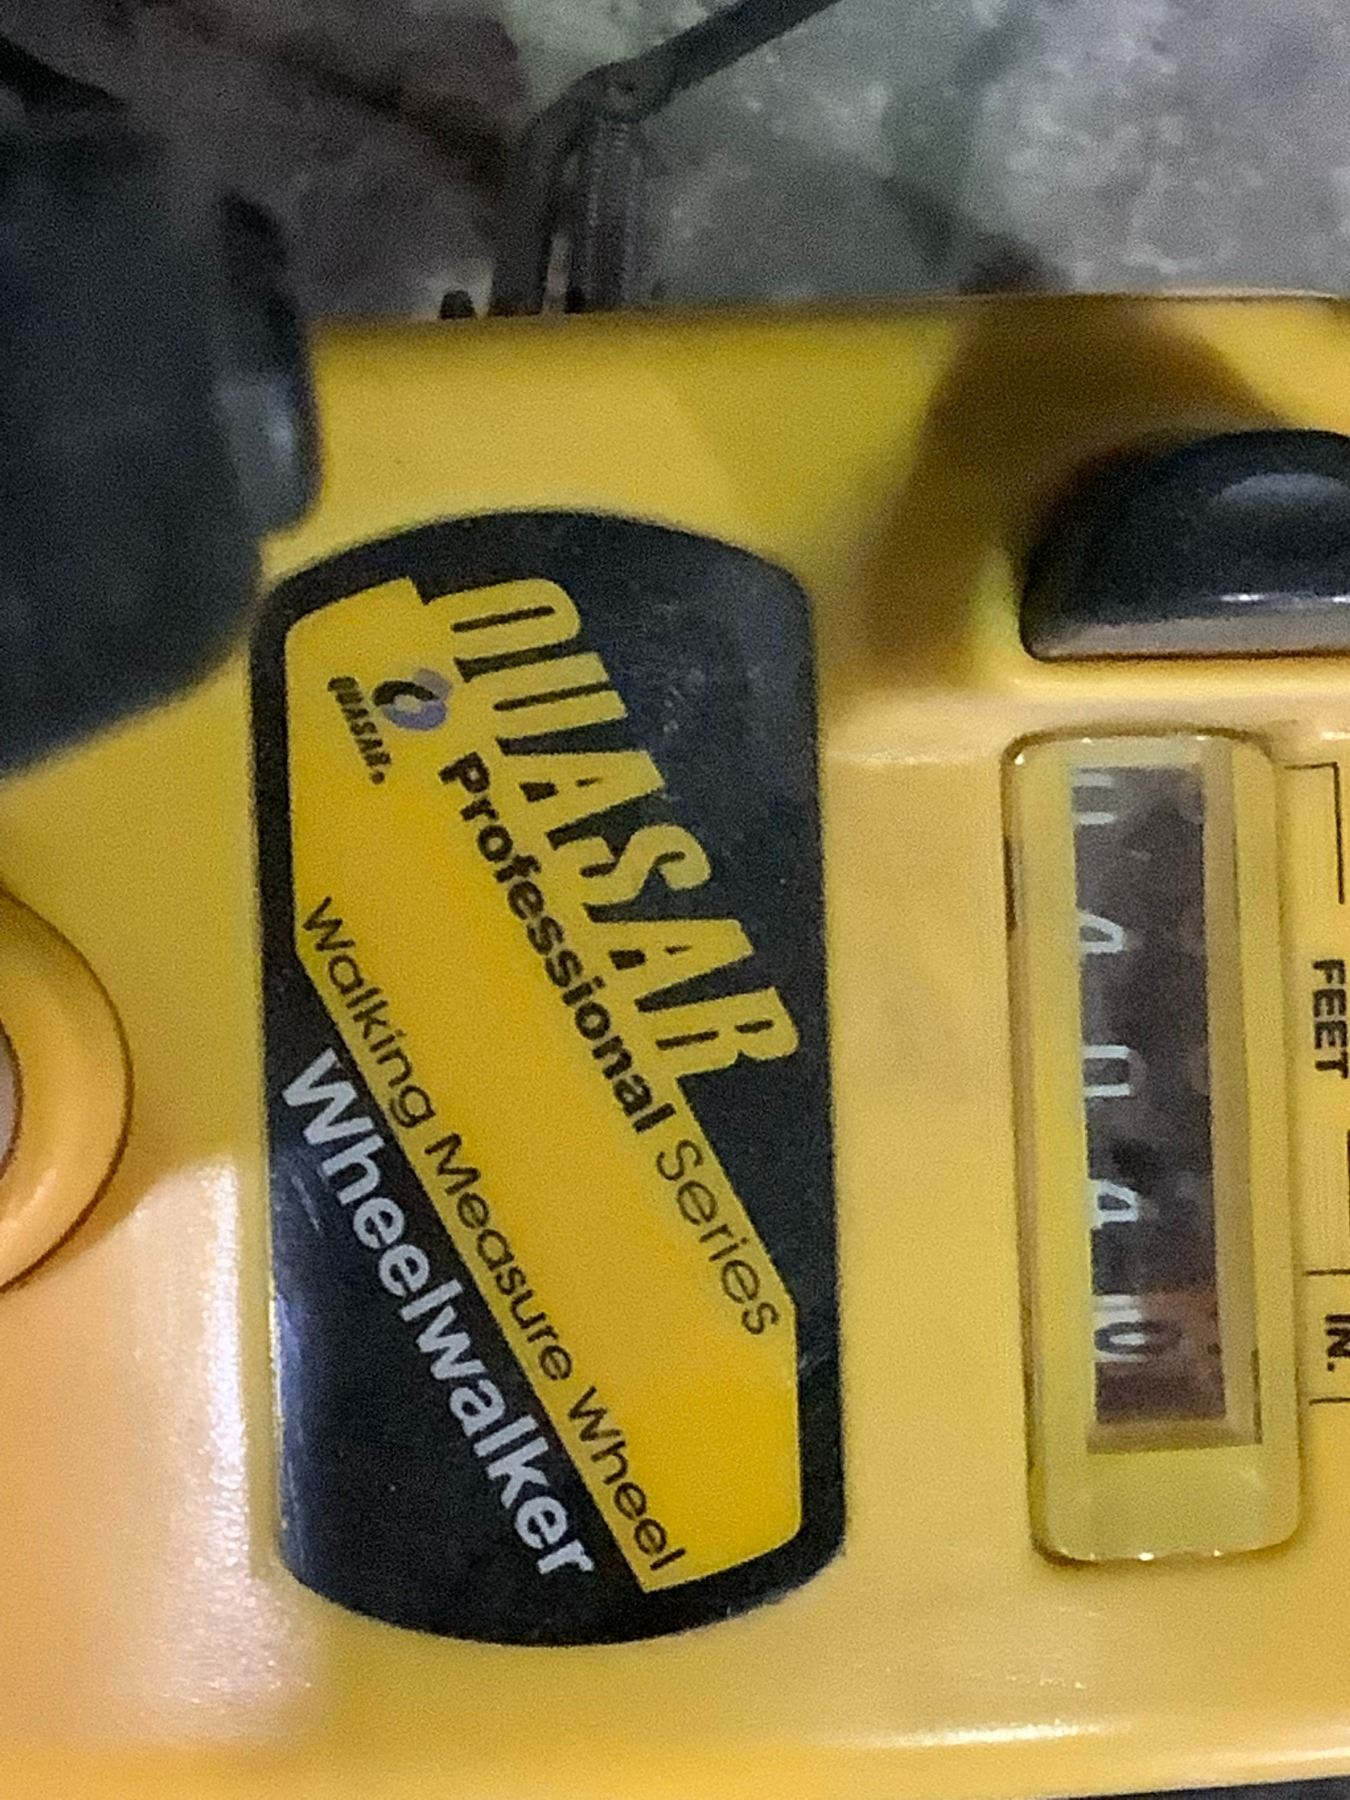 QUASAR
QUASAR®
Professional Series
Walking Measure Wheel
Wheelwalker
FEET
IN.